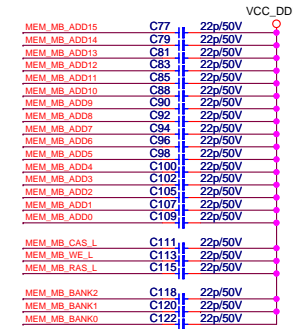 VCC_DD
MEM_MB_ADD15 C77 22p/50V
MEM_MB_ADD14 C79 22p/50V
MEM_MB_ADD13 C81 22p/50V
MEM_MB_ADD12 C83 22p/50V
MEM_MB_ADD11 C85 22p/50V
MEM_MB_ADD10 C88 22p/50V
MEM_MB_ADD9 C90 22p/50V
MEM_MB_ADD8 C92 22p/50V
MEM_MB_ADD7 C94 22p/50V
MEM_MB_ADD6 C96 22p/50V
MEM_MB_ADD5 C98 22p/50V
MEM_MB_ADD4 C100 22p/50V
MEM_MB_ADD3 C102 22p/50V
MEM_MB_ADD2 C105 22p/50V
MEM_MB_ADD1 C107 22p/50V
MEM_MB_ADD0 C109 22p/50V
MEM_MB_CAS_L C111 22p/50V
MEM_MB_WE_L C113 22p/50V
MEM_MB_RAS_L C115 22p/50V
MEM_MB_BANK2 C118 22p/50V
MEM_MB_BANK1 C120 22p/50V
MEM_MB_BANK0 C122 22p/50V